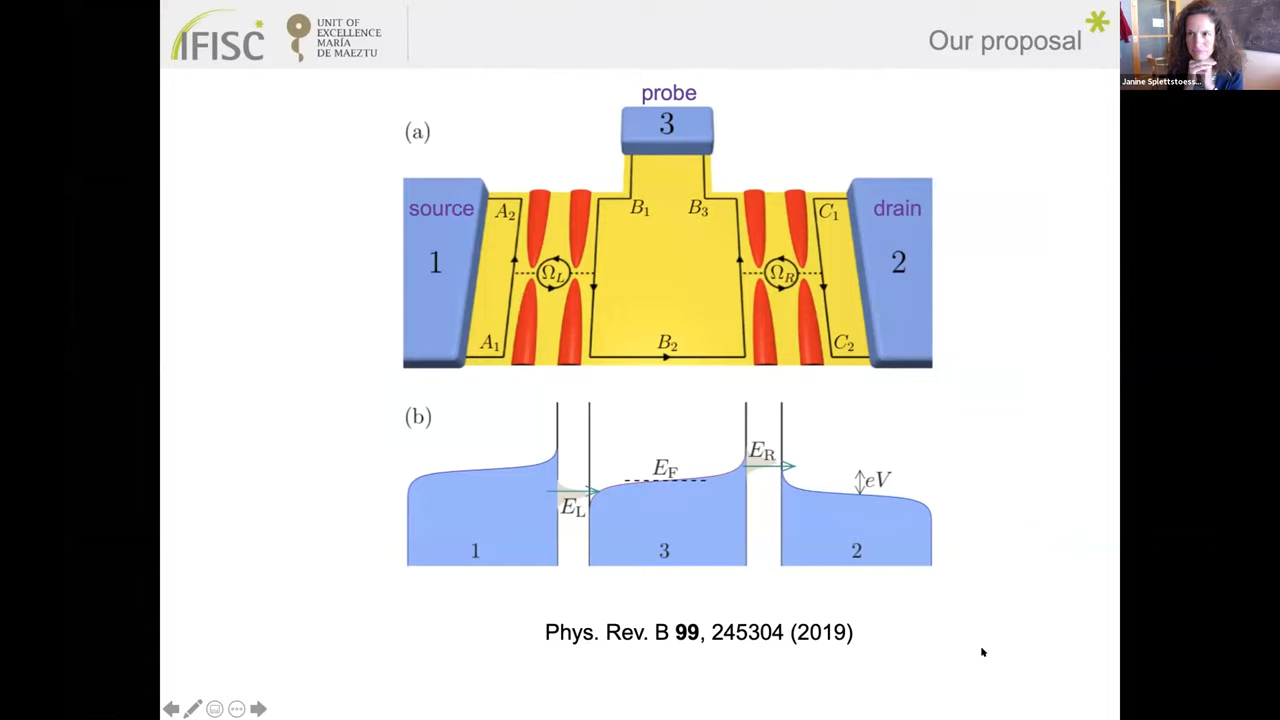 IFISC
UNIT OF
EXCELLENCE
MARÍA
DE MAEZTU
Our proposal
Janine Splettstoess...
probe
(a)
3
source
A₂
B₁
B₃
C₁
drain
1
Ω_L
Ω_R
2
A₁
B₂
C₂
(b)
E_R
E_F
eV
E_L
1
3
2
Phys. Rev. B 99, 245304 (2019)